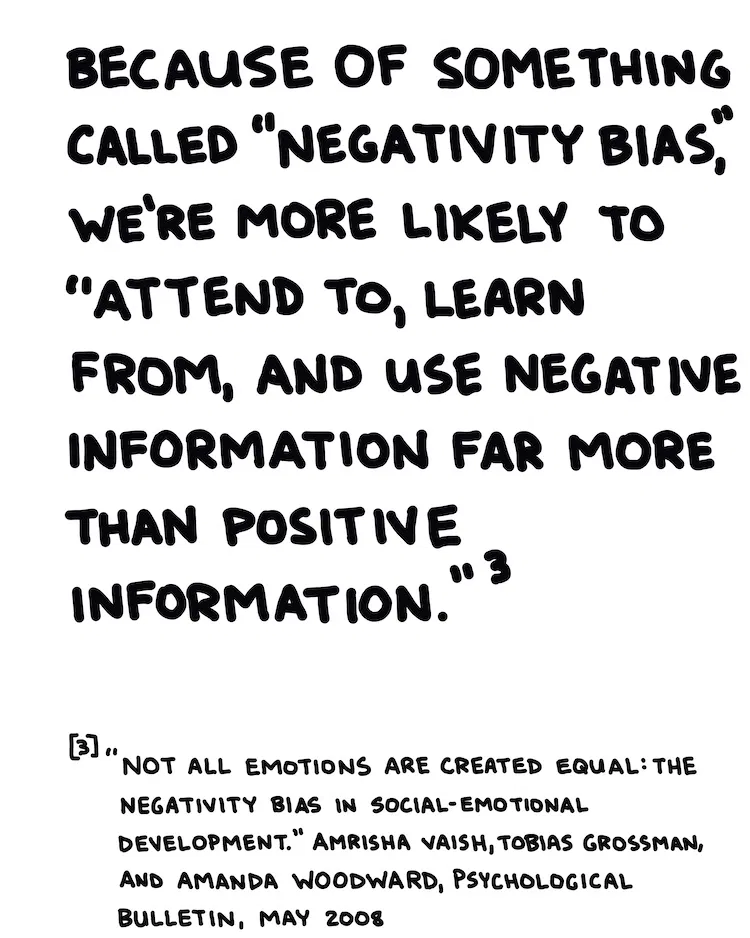 BECAUSE OF SOMETHING
CALLED "NEGATIVITY BIAS,"
WE'RE MORE LIKELY TO
"ATTEND TO, LEARN
FROM, AND USE NEGATIVE
INFORMATION FAR MORE
THAN POSITIVE
INFORMATION." 3
[3] "NOT ALL EMOTIONS ARE CREATED EQUAL: THE
NEGATIVITY BIAS IN SOCIAL-EMOTIONAL
DEVELOPMENT." AMRISHA VAISH, TOBIAS GROSSMAN,
AND AMANDA WOODWARD, PSYCHOLOGICAL
BULLETIN, MAY 2008